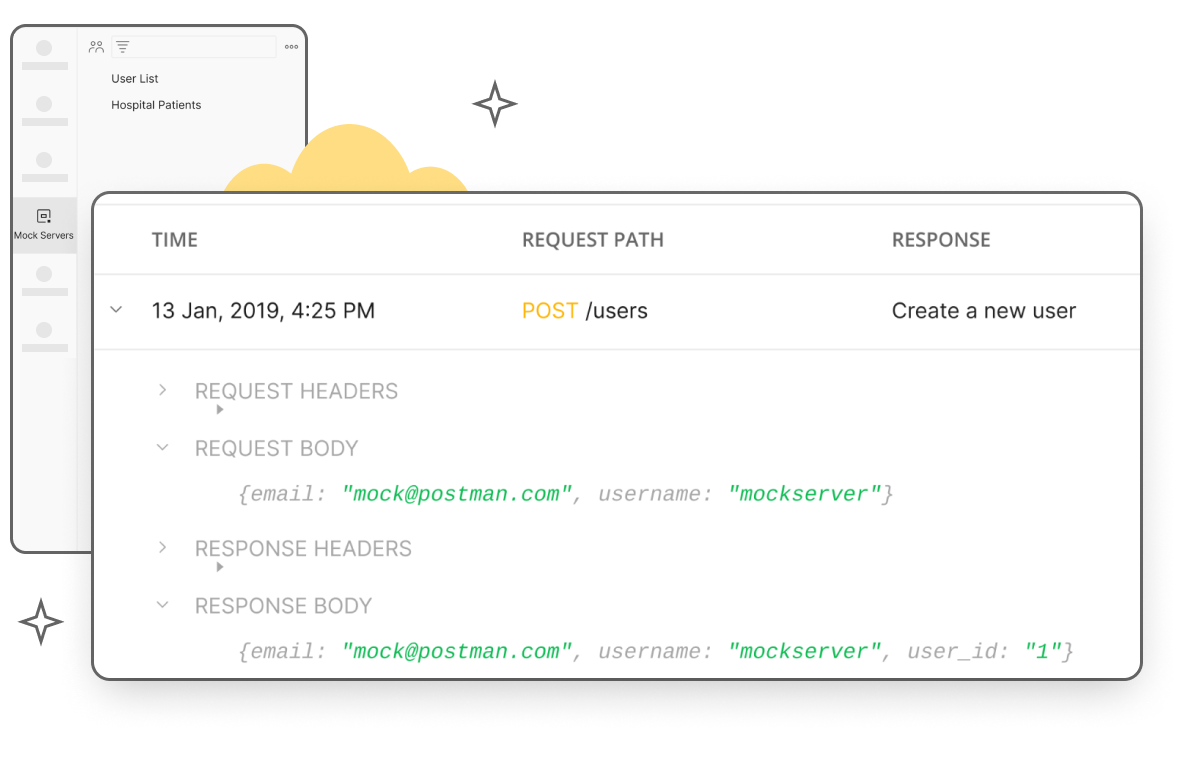 User List
Hospital Patients
Mock Servers
TIME REQUEST PATH RESPONSE
13 Jan, 2019, 4:25 PM POST /users Create a new user
REQUEST HEADERS
REQUEST BODY
{email: "mock@postman.com", username: "mockserver"}
RESPONSE HEADERS
RESPONSE BODY
{email: "mock@postman.com", username: "mockserver", user_id: "1"}